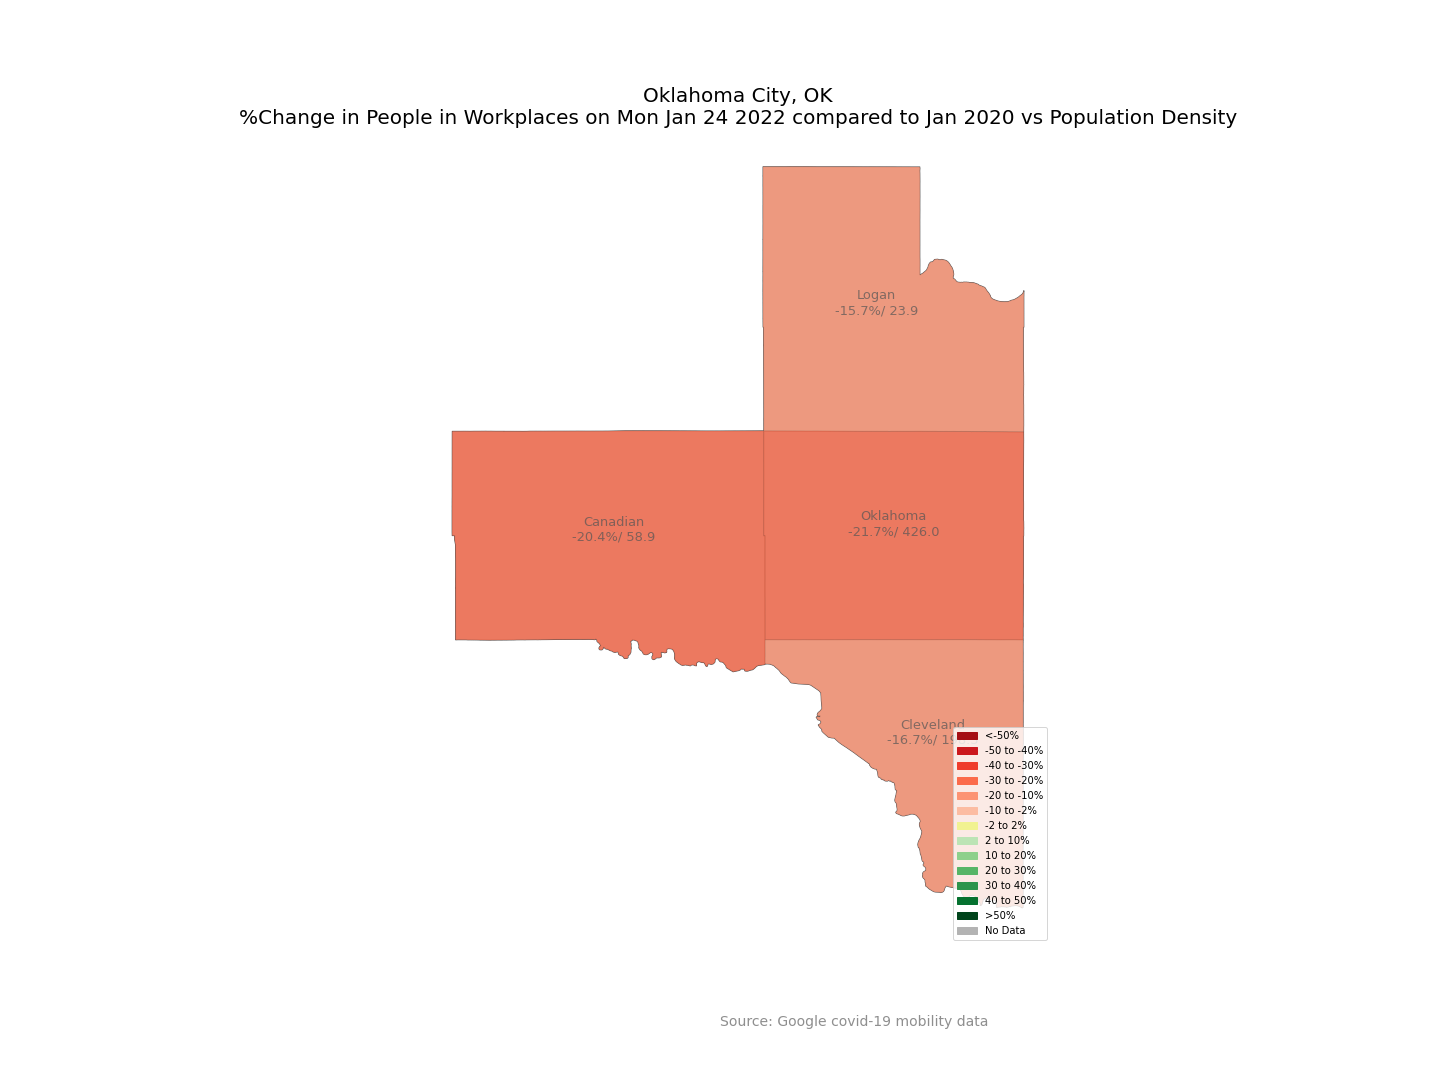 Oklahoma City, OK
%Change in People in Workplaces on Mon Jan 24 2022 compared to Jan 2020 vs Population Density
Logan
-15.7%/ 23.9
Canadian
-20.4%/ 58.9
Oklahoma
-21.7%/ 426.0
Cleveland
-16.7%/
<-50%
-50 to -40%
-40 to -30%
-30 to -20%
-20 to -10%
-10 to -2%
-2 to 2%
2 to 10%
10 to 20%
20 to 30%
30 to 40%
40 to 50%
>50%
No Data
Source: Google covid-19 mobility data